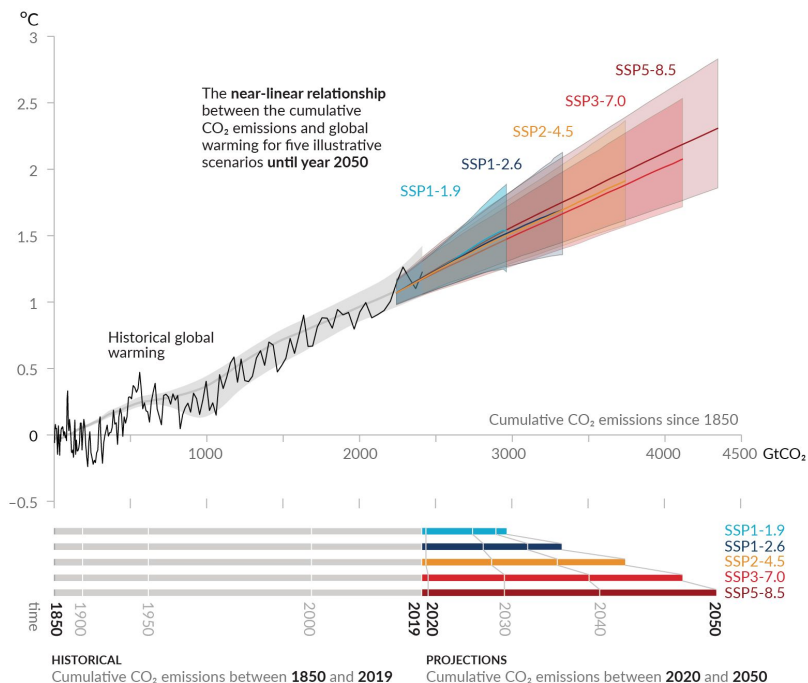 °C
3
2.5
2
1.5
1
0.5
0
−0.5
The near-linear relationship
between the cumulative
CO₂ emissions and global
warming for five illustrative
scenarios until year 2050
SSP5-8.5
SSP3-7.0
SSP2-4.5
SSP1-2.6
SSP1-1.9
Historical global
warming
Cumulative CO₂ emissions since 1850
1000
2000
3000
4000
4500 GtCO₂
SSP1-1.9
SSP1-2.6
SSP2-4.5
SSP3-7.0
SSP5-8.5
time
1850
1900
1950
2000
2019
2020
2030
2040
2050
HISTORICAL
Cumulative CO₂ emissions between 1850 and 2019
PROJECTIONS
Cumulative CO₂ emissions between 2020 and 2050